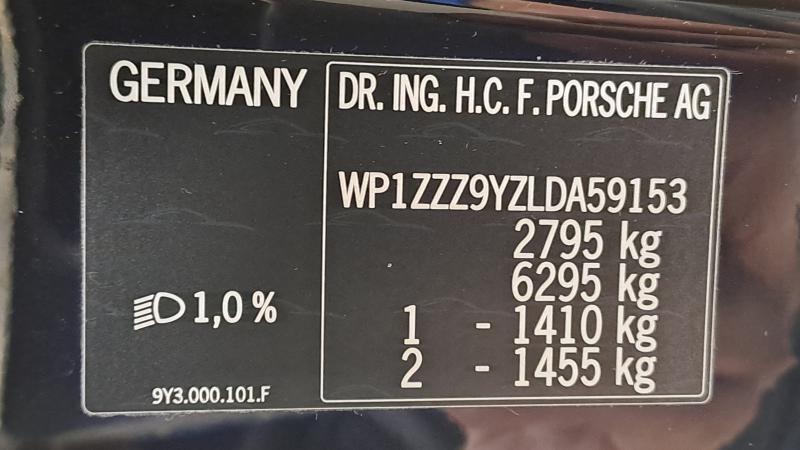 GERMANY
1,0 %
9Y3.000.101.F
DR. ING. H.C. F. PORSCHE AG
WP1ZZZ9YZLDA59153
2795 kg
6295 kg
1 - 1410 kg
2 - 1455 kg